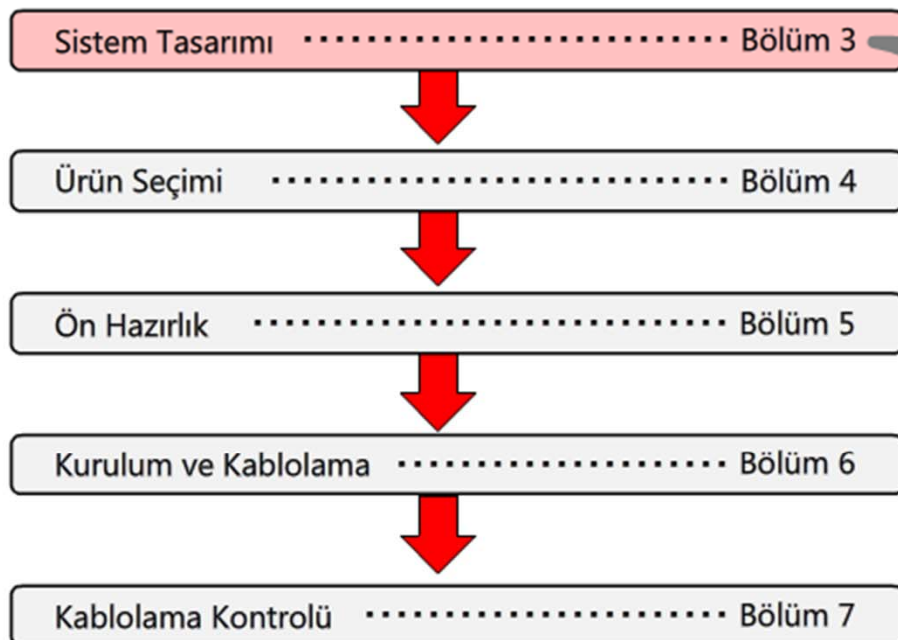 Sistem Tasarımı ································ Bölüm 3
Ürün Seçimi ································ Bölüm 4
Ön Hazırlık ································ Bölüm 5
Kurulum ve Kablolama ························ Bölüm 6
Kablolama Kontrolü ························ Bölüm 7